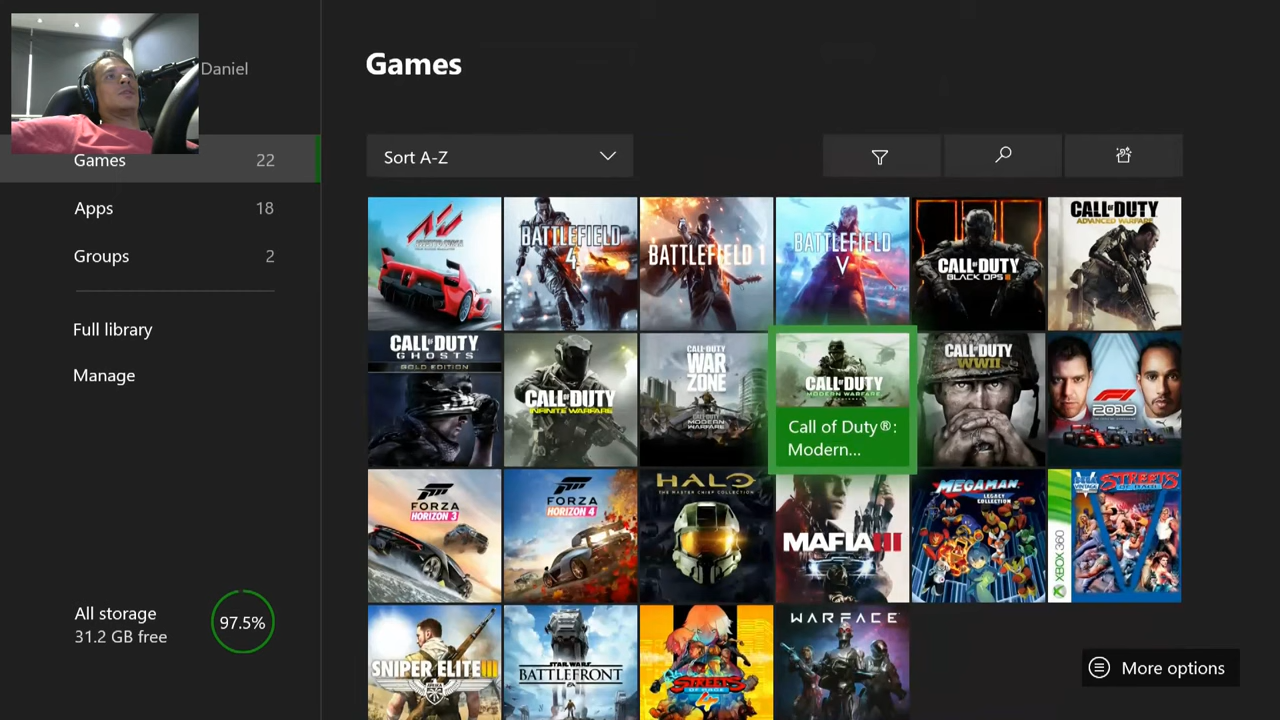 Daniel
Games 22
Apps 18
Groups 2
Full library
Manage
All storage
31.2 GB free
97.5%
Games
Sort A-Z
BATTLEFIELD
4
BATTLEFIELD 1
BATTLEFIELD
V
CALL OF DUTY
BLACK OPS III
CALL OF DUTY
ADVANCED WARFARE
CALL OF DUTY
GHOSTS
GOLD EDITION
CALL OF DUTY
INFINITE WARFARE
CALL OF DUTY
WAR
ZONE
MODERN WARFARE
CALL OF DUTY
MODERN WARFARE
Call of Duty®:
Modern...
CALL OF DUTY
WWII
F1
2019
FORZA
HORIZON 3
FORZA
HORIZON 4
HALO
THE MASTER CHIEF COLLECTION
MAFIA III
MEGAMAN
LEGACY
COLLECTION
XBOX 360
STREETS
OF RAGE
SNIPER ELITE III
STAR WARS
BATTLEFRONT
STREETS
OF RAGE
4
WARFACE
More options